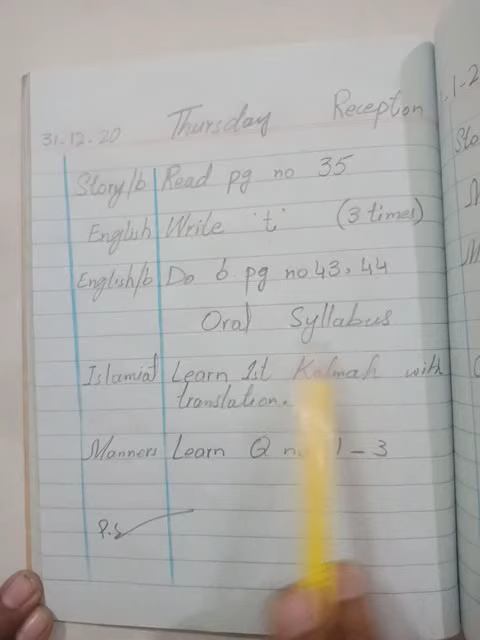 31.12.20 Thursday Reception
Story/b Read pg no 35
English Write 't' (3 times)
English/b Do b pg no 43, 44
Oral Syllabus
Islamiat Learn 1st Kalmah with
translation.
Manners Learn Q no 1 - 3
P.S